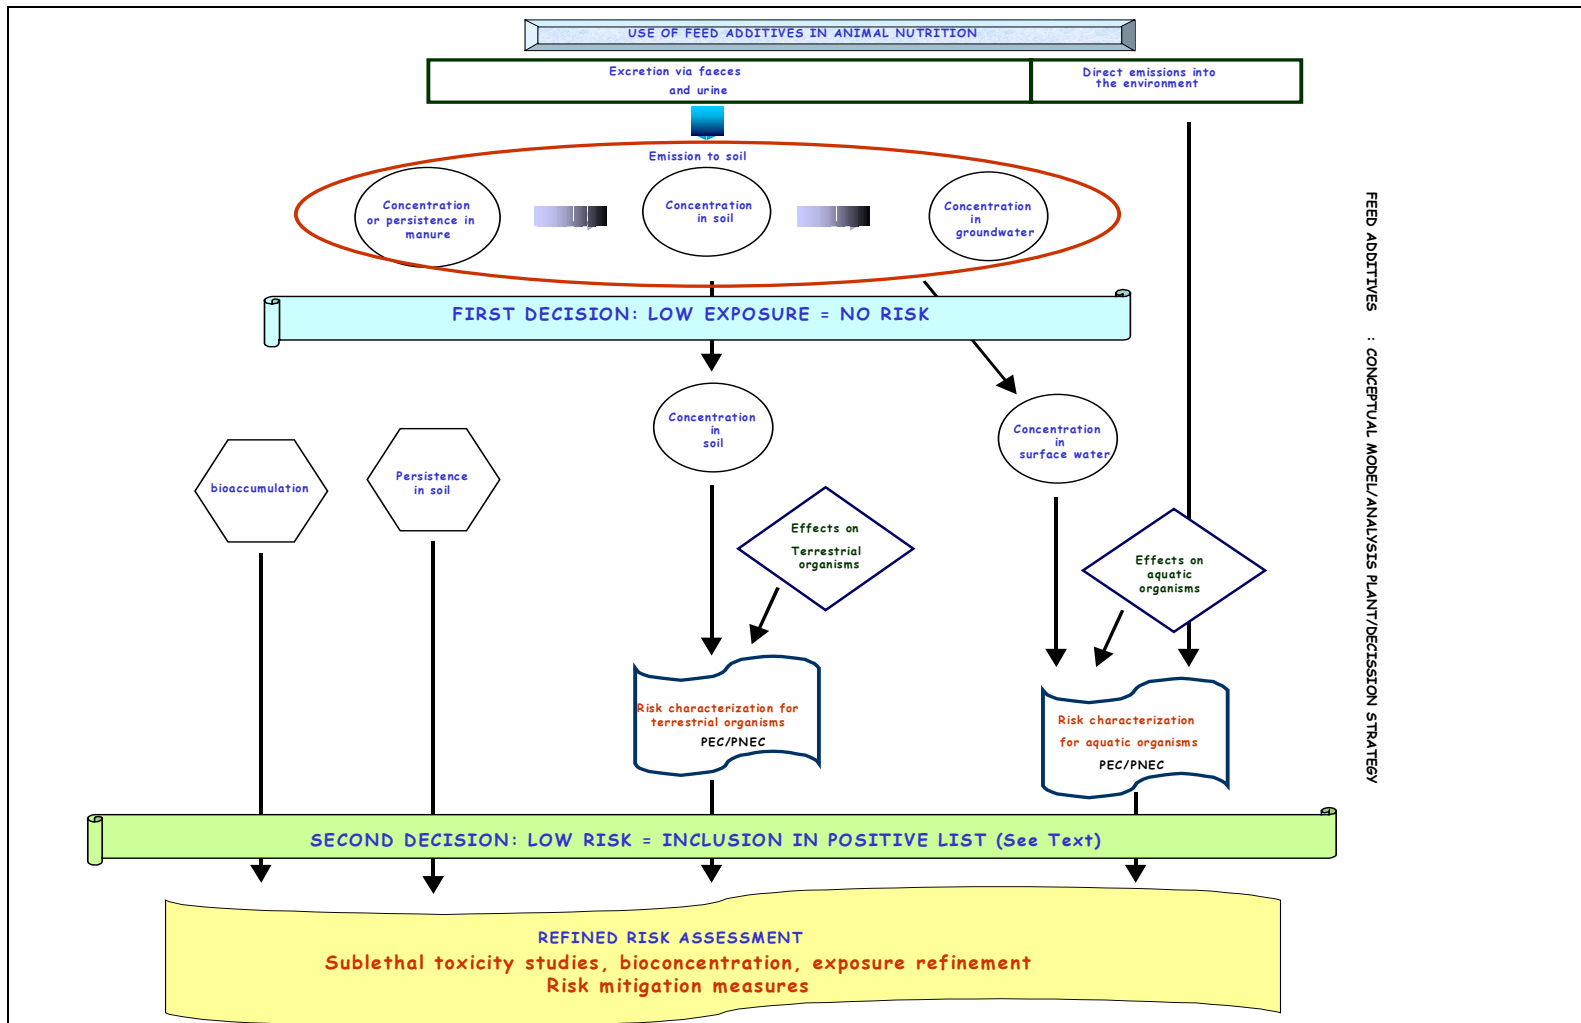 USE OF FEED ADDITIVES IN ANIMAL NUTRITION
Excretion via faeces
and urine
Direct emissions into
the environment
Emission to soil
Concentration
or persistence in
manure
Concentration
in soil
Concentration
in
groundwater
FIRST DECISION: LOW EXPOSURE = NO RISK
Concentration
in
soil
Concentration
in
surface water
bioaccumulation
Persistence
in soil
Effects on
Terrestrial
organisms
Effects on
aquatic
organisms
Risk characterization for
terrestrial organisms
PEC/PNEC
Risk characterization
for aquatic organisms
PEC/PNEC
SECOND DECISION: LOW RISK = INCLUSION IN POSITIVE LIST (See Text)
REFINED RISK ASSESSMENT
Sublethal toxicity studies, bioconcentration, exposure refinement
Risk mitigation measures
FEED ADDITIVES : CONCEPTUAL MODEL/ANALYSIS PLANT/DECISSION STRATEGY